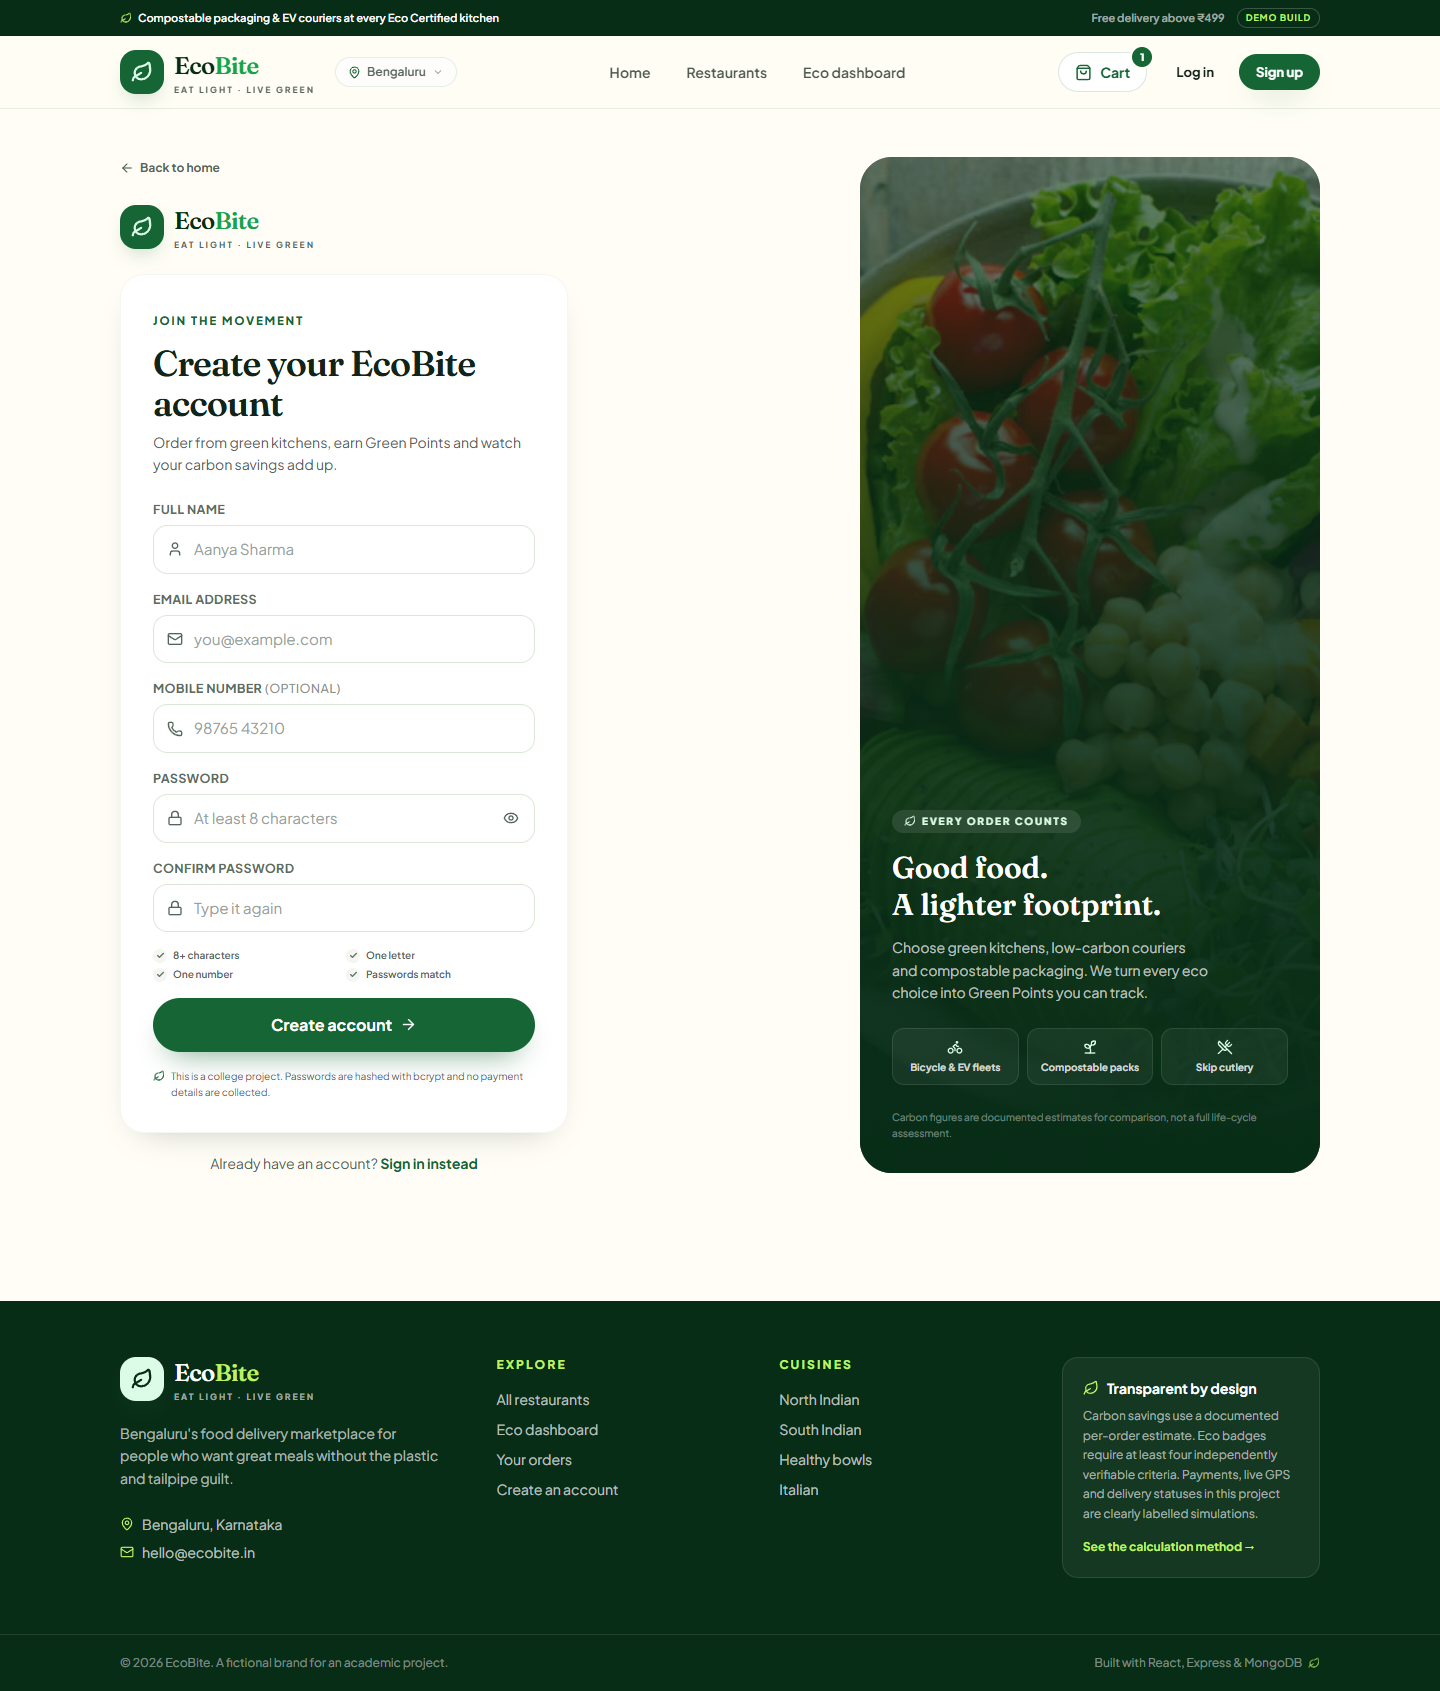 Compostable packaging & EV couriers at every Eco Certified kitchen
Free delivery above ₹499
DEMO BUILD
EcoBite
EAT LIGHT · LIVE GREEN
Bengaluru
Home
Restaurants
Eco dashboard
Cart
1
Log in
Sign up
Back to home
EcoBite
EAT LIGHT · LIVE GREEN
JOIN THE MOVEMENT
Create your EcoBite
account
Order from green kitchens, earn Green Points and watch
your carbon savings add up.
FULL NAME
Aanya Sharma
EMAIL ADDRESS
you@example.com
MOBILE NUMBER (OPTIONAL)
98765 43210
PASSWORD
At least 8 characters
CONFIRM PASSWORD
Type it again
8+ characters
One letter
One number
Passwords match
Create account →
This is a college project. Passwords are hashed with bcrypt and no payment
details are collected.
Already have an account? Sign in instead
EVERY ORDER COUNTS
Good food.
A lighter footprint.
Choose green kitchens, low-carbon couriers
and compostable packaging. We turn every eco
choice into Green Points you can track.
Bicycle & EV fleets
Compostable packs
Skip cutlery
Carbon figures are documented estimates for comparison, not a full life-cycle
assessment.
EcoBite
EAT LIGHT · LIVE GREEN
Bengaluru's food delivery marketplace for
people who want great meals without the plastic
and tailpipe guilt.
Bengaluru, Karnataka
hello@ecobite.in
EXPLORE
All restaurants
Eco dashboard
Your orders
Create an account
CUISINES
North Indian
South Indian
Healthy bowls
Italian
Transparent by design
Carbon savings use a documented
per-order estimate. Eco badges
require at least four independently
verifiable criteria. Payments, live GPS
and delivery statuses in this project
are clearly labelled simulations.
See the calculation method →
© 2026 EcoBite. A fictional brand for an academic project.
Built with React, Express & MongoDB